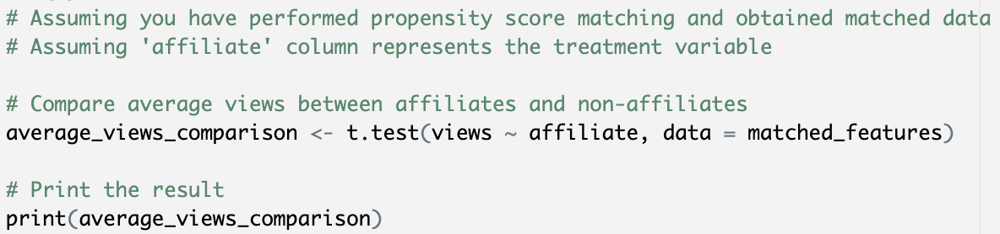 # Assuming you have performed propensity score matching and obtained matched data
# Assuming 'affiliate' column represents the treatment variable
# Compare average views between affiliates and non-affiliates
average_views_comparison <- t.test(views ~ affiliate, data = matched_features)
# Print the result
print(average_views_comparison)